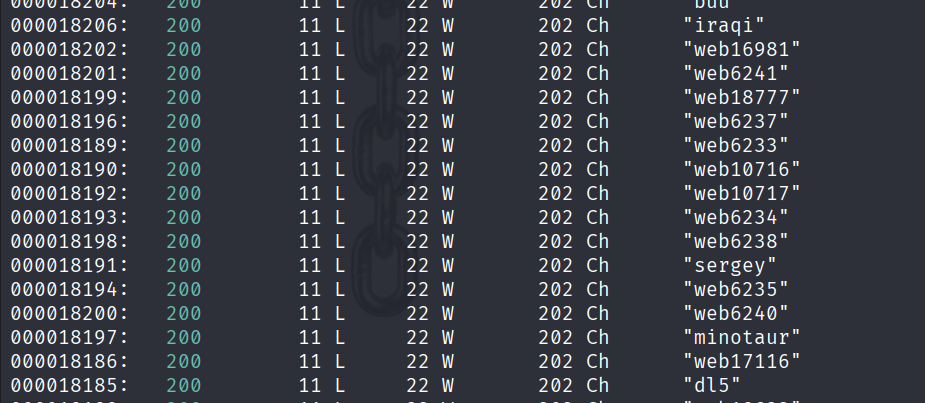 000018204: 200 11 L 22 W 202 Ch "buu"
000018206: 200 11 L 22 W 202 Ch "iraqi"
000018202: 200 11 L 22 W 202 Ch "web16981"
000018201: 200 11 L 22 W 202 Ch "web6241"
000018199: 200 11 L 22 W 202 Ch "web18777"
000018196: 200 11 L 22 W 202 Ch "web6237"
000018189: 200 11 L 22 W 202 Ch "web6233"
000018190: 200 11 L 22 W 202 Ch "web10716"
000018192: 200 11 L 22 W 202 Ch "web10717"
000018193: 200 11 L 22 W 202 Ch "web6234"
000018198: 200 11 L 22 W 202 Ch "web6238"
000018191: 200 11 L 22 W 202 Ch "sergey"
000018194: 200 11 L 22 W 202 Ch "web6235"
000018200: 200 11 L 22 W 202 Ch "web6240"
000018197: 200 11 L 22 W 202 Ch "minotaur"
000018186: 200 11 L 22 W 202 Ch "web17116"
000018185: 200 11 L 22 W 202 Ch "dl5"